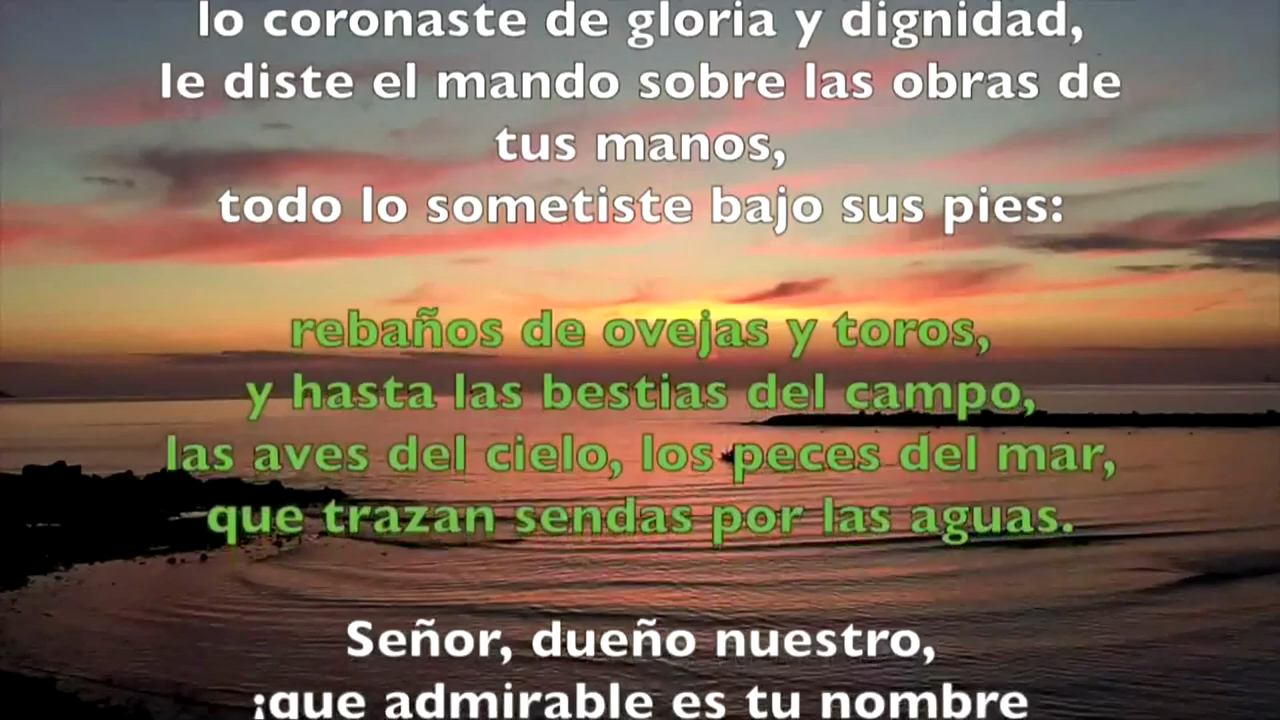 lo coronaste de gloria y dignidad,
le diste el mando sobre las obras de
tus manos,
todo lo sometiste bajo sus pies:
rebaños de ovejas y toros,
y hasta las bestias del campo,
las aves del cielo, los peces del mar,
que trazan sendas por las aguas.
Señor, dueño nuestro,
¡que admirable es tu nombre